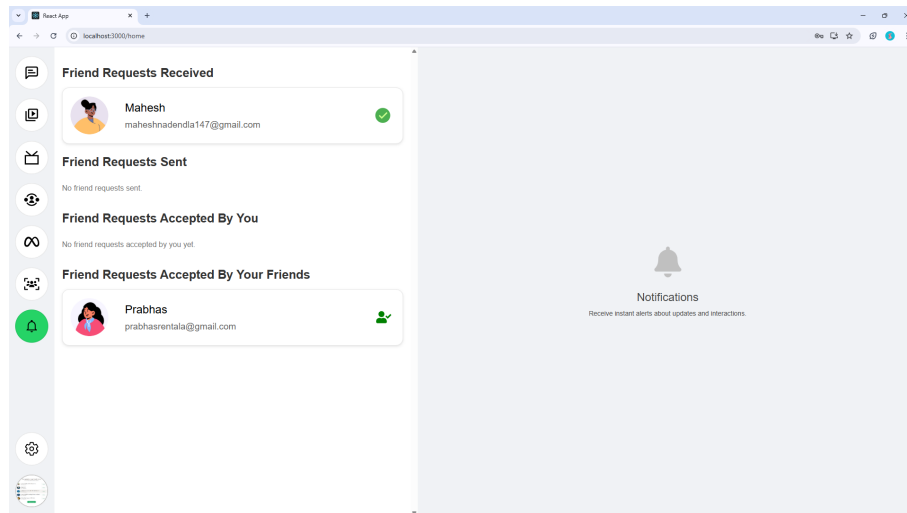 React App
localhost:3000/home
Friend Requests Received
Mahesh
maheshnadendla147@gmail.com
Friend Requests Sent
No friend requests sent.
Friend Requests Accepted By You
No friend requests accepted by you yet.
Friend Requests Accepted By Your Friends
Prabhas
prabhasrentala@gmail.com
Notifications
Receive instant alerts about updates and interactions.